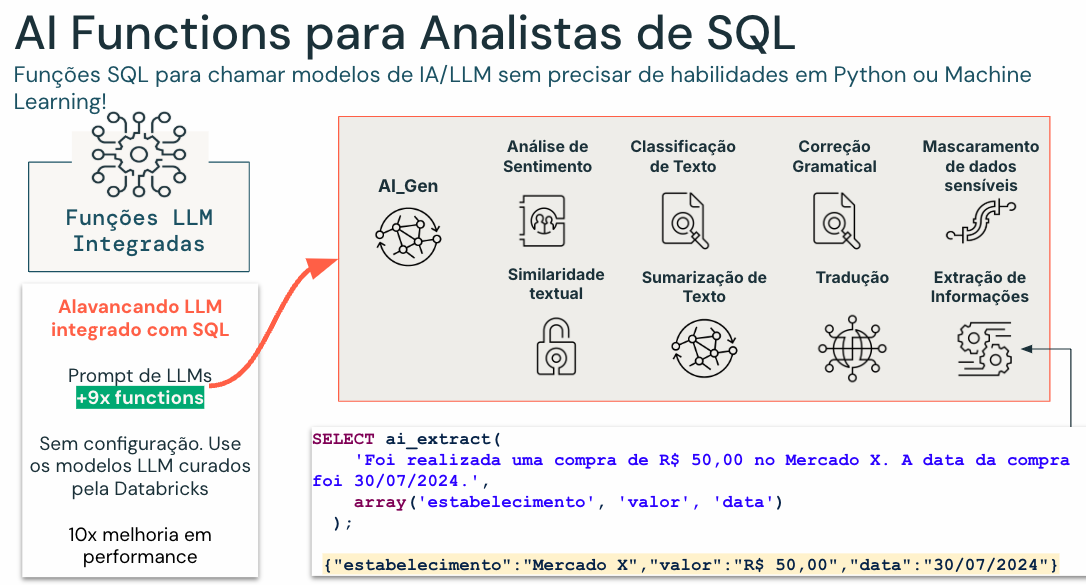 AI Functions para Analistas de SQL
Funções SQL para chamar modelos de IA/LLM sem precisar de habilidades em Python ou Machine
Learning!
Funções LLM
Integradas
Alavancando LLM
integrado com SQL
Prompt de LLMs
+9x functions
Sem configuração. Use
os modelos LLM curados
pela Databricks
10x melhoria em
performance
AI_Gen
Análise de
Sentimento
Classificação
de Texto
Correção
Gramatical
Mascaramento
de dados
sensíveis
Similaridade
textual
Sumarização de
Texto
Tradução
Extração de
Informações
SELECT ai_extract(
'Foi realizada uma compra de R$ 50,00 no Mercado X. A data da compra
foi 30/07/2024.',
array('estabelecimento', 'valor', 'data')
);
{"estabelecimento":"Mercado X","valor":"R$ 50,00","data":"30/07/2024"}